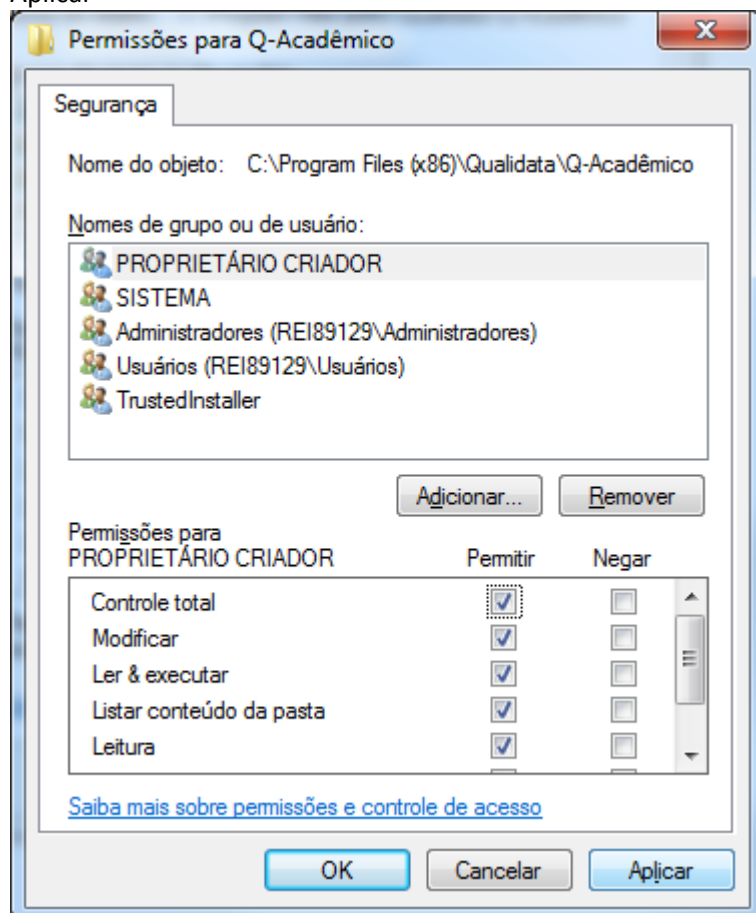 Aplicar
Permissões para Q-Acadêmico
Segurança
Nome do objeto: C:\Program Files (x86)\Qualidata\Q-Acadêmico
Nomes de grupo ou de usuário:
PROPRIETÁRIO CRIADOR
SISTEMA
Administradores (REI89129\Administradores)
Usuários (REI89129\Usuários)
TrustedInstaller
Adicionar... Remover
Permissões para
PROPRIETÁRIO CRIADOR Permitir Negar
Controle total
Modificar
Ler & executar
Listar conteúdo da pasta
Leitura
Saiba mais sobre permissões e controle de acesso
OK Cancelar Aplicar